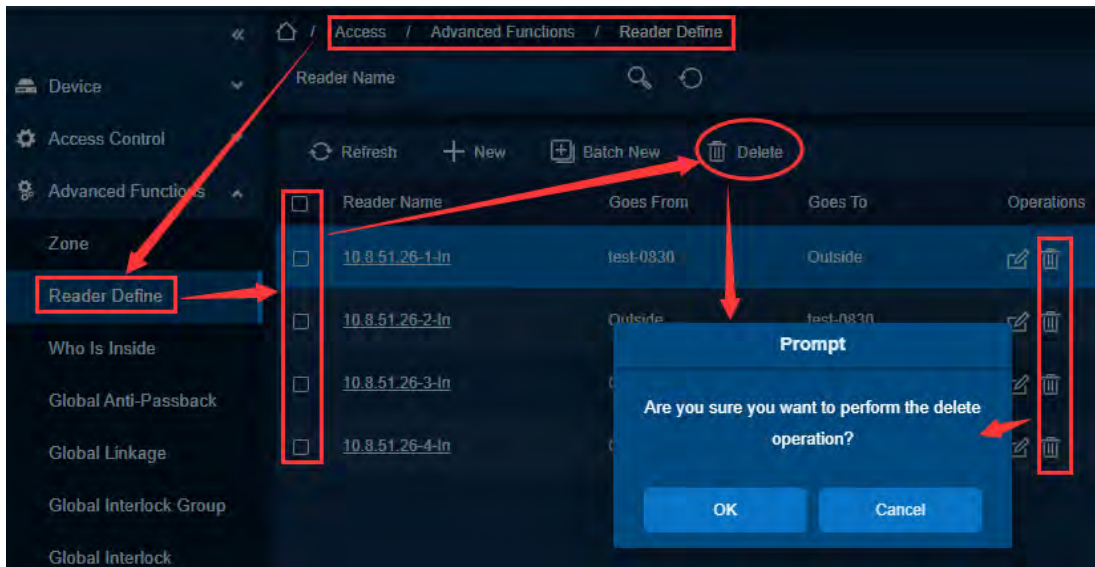 « / Access / Advanced Functions / Reader Define
Device
Access Control
Advanced Functions
Zone
Reader Define
Who Is Inside
Global Anti-Passback
Global Linkage
Global Interlock Group
Global Interlock
Reader Name
Refresh New Batch New Delete
Reader Name Goes From Goes To Operations
10.8.51.26-1-In test-0830 Outside
10.8.51.26-2-In Outside test-0830
10.8.51.26-3-In
10.8.51.26-4-In
Prompt
Are you sure you want to perform the delete
operation?
OK Cancel